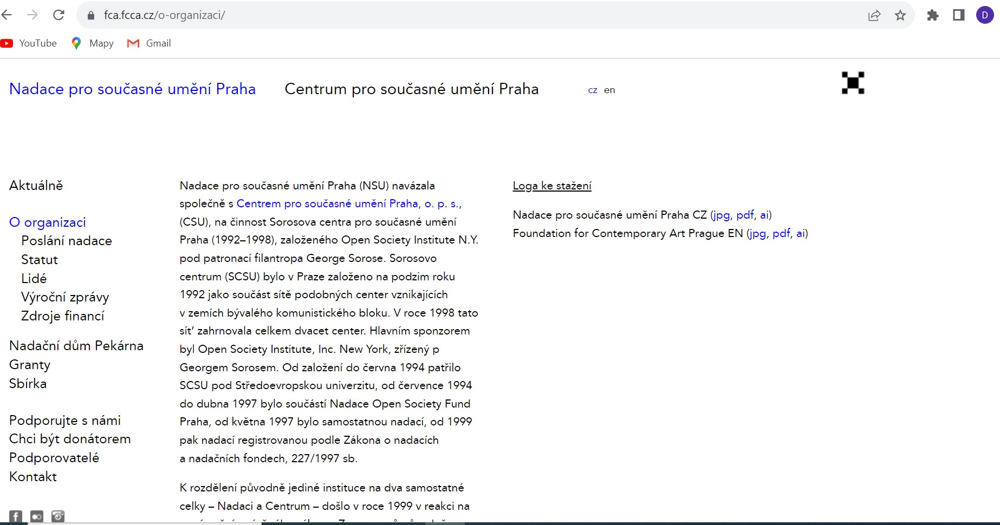 fca.fcca.cz/o-organizaci/
D
YouTube
Mapy
Gmail
Nadace pro současné umění Praha
Centrum pro současné umění Praha
cz en
Aktuálně
O organizaci
Poslání nadace
Statut
Lidé
Výroční zprávy
Zdroje financí
Nadační dům Pekárna
Granty
Sbírka
Podporujte s námi
Chci být donátorem
Podporovatelé
Kontakt
Nadace pro současné umění Praha (NSU) navázala
společně s Centrem pro současné umění Praha, o. p. s.,
(CSU), na činnost Sorosova centra pro současné umění
Praha (1992–1998), založeného Open Society Institute N.Y.
pod patronací filantropa George Sorose. Sorosovo
centrum (SCSU) bylo v Praze založeno na podzim roku
1992 jako součást sítě podobných center vznikajících
v zemích bývalého komunistického bloku. V roce 1998 tato
síť zahrnovala celkem dvacet center. Hlavním sponzorem
byl Open Society Institute, Inc. New York, zřízený p
Georgem Sorosem. Od založení do června 1994 patřilo
SCSU pod Středoevropskou univerzitu, od července 1994
do dubna 1997 bylo součástí Nadace Open Society Fund
Praha, od května 1997 bylo samostatnou nadací, od 1999
pak nadací registrovanou podle Zákona o nadacích
a nadačních fondech, 227/1997 sb.
K rozdělení původně jediné instituce na dva samostatné
celky – Nadaci a Centrum – došlo v roce 1999 v reakci na
Loga ke stažení
Nadace pro současné umění Praha CZ (jpg, pdf, ai)
Foundation for Contemporary Art Prague EN (jpg, pdf, ai)